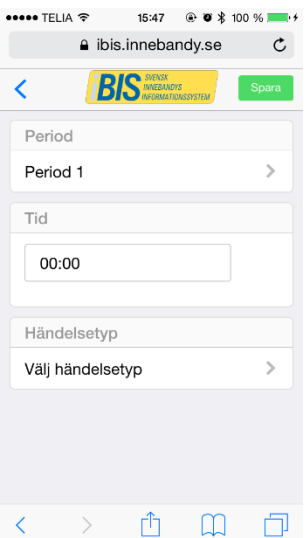 TELIA 15:47 100 %
ibis.innebandy.se
IBIS SVENSK
INNEBANDYS
INFORMATIONSSYSTEM
Spara
Period
Period 1
Tid
00:00
Händelsetyp
Välj händelsetyp